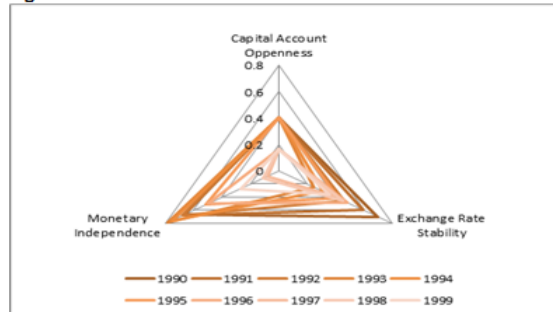 Capital Account
Oppenness
0.8
0.6
0.4
0.2
0
Monetary
Independence
Exchange Rate
Stability
1990 1991 1992 1993 1994
1995 1996 1997 1998 1999